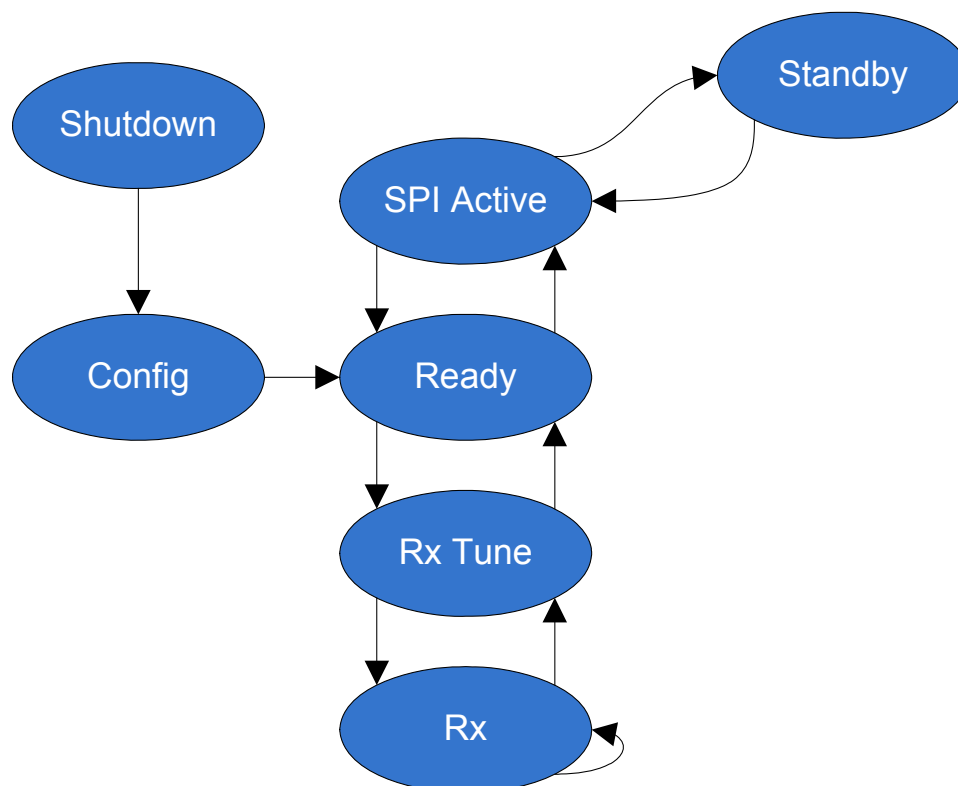 Standby
Shutdown
SPI Active
Config
Ready
Rx Tune
Rx